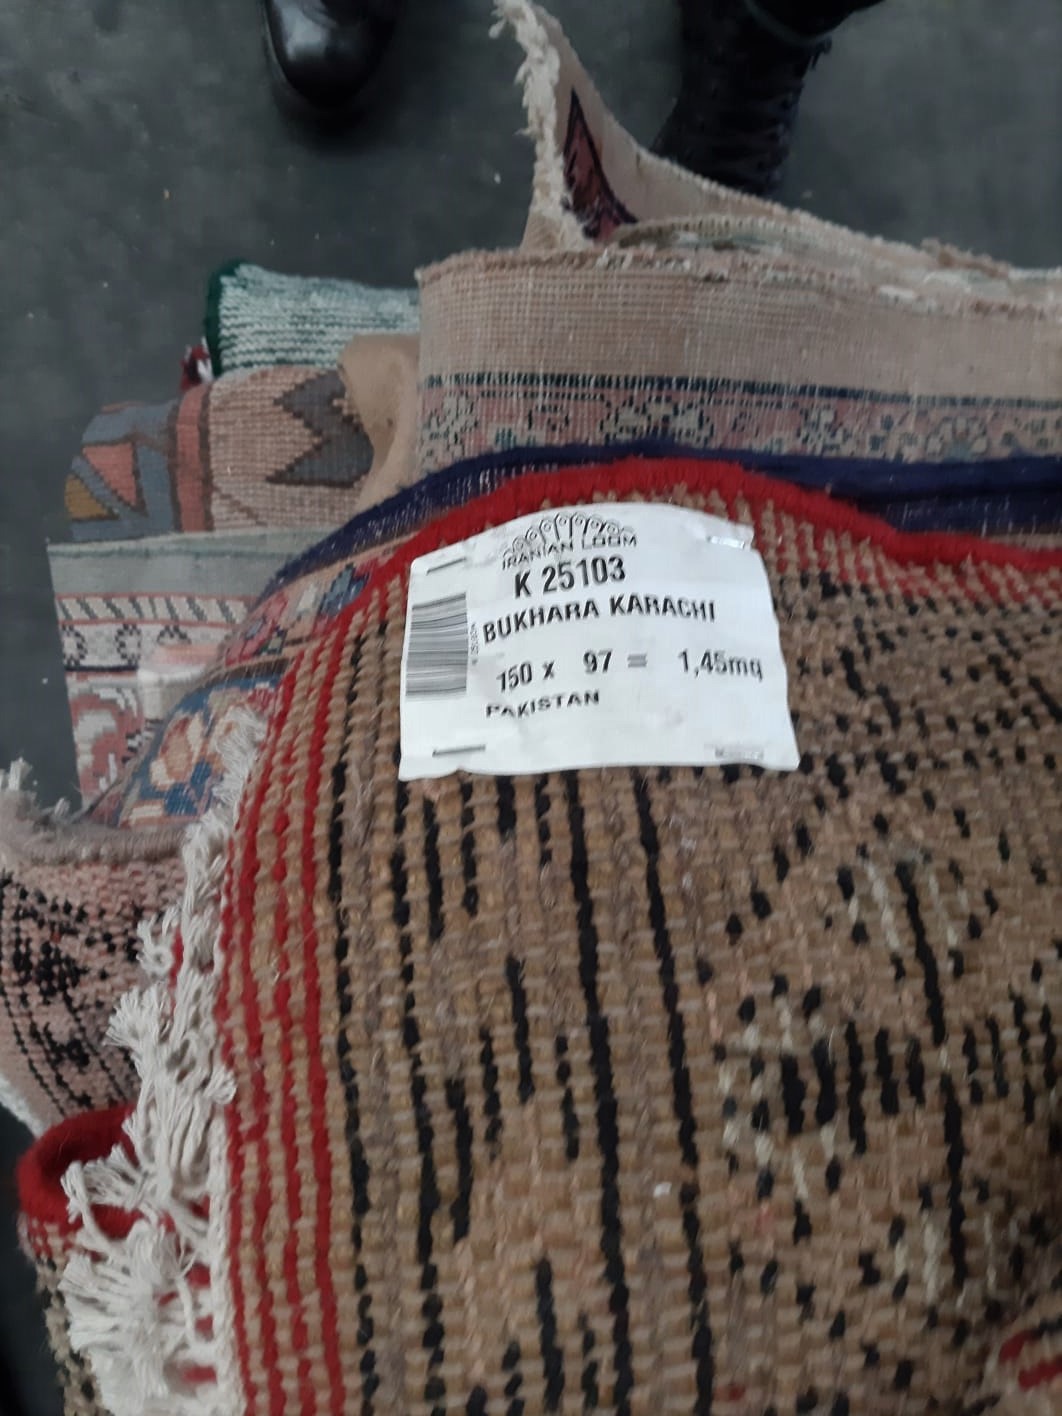 IRANIAN LOOM
K 25103
BUKHARA KARACHI
150 x 97 = 1,45mq
PAKISTAN